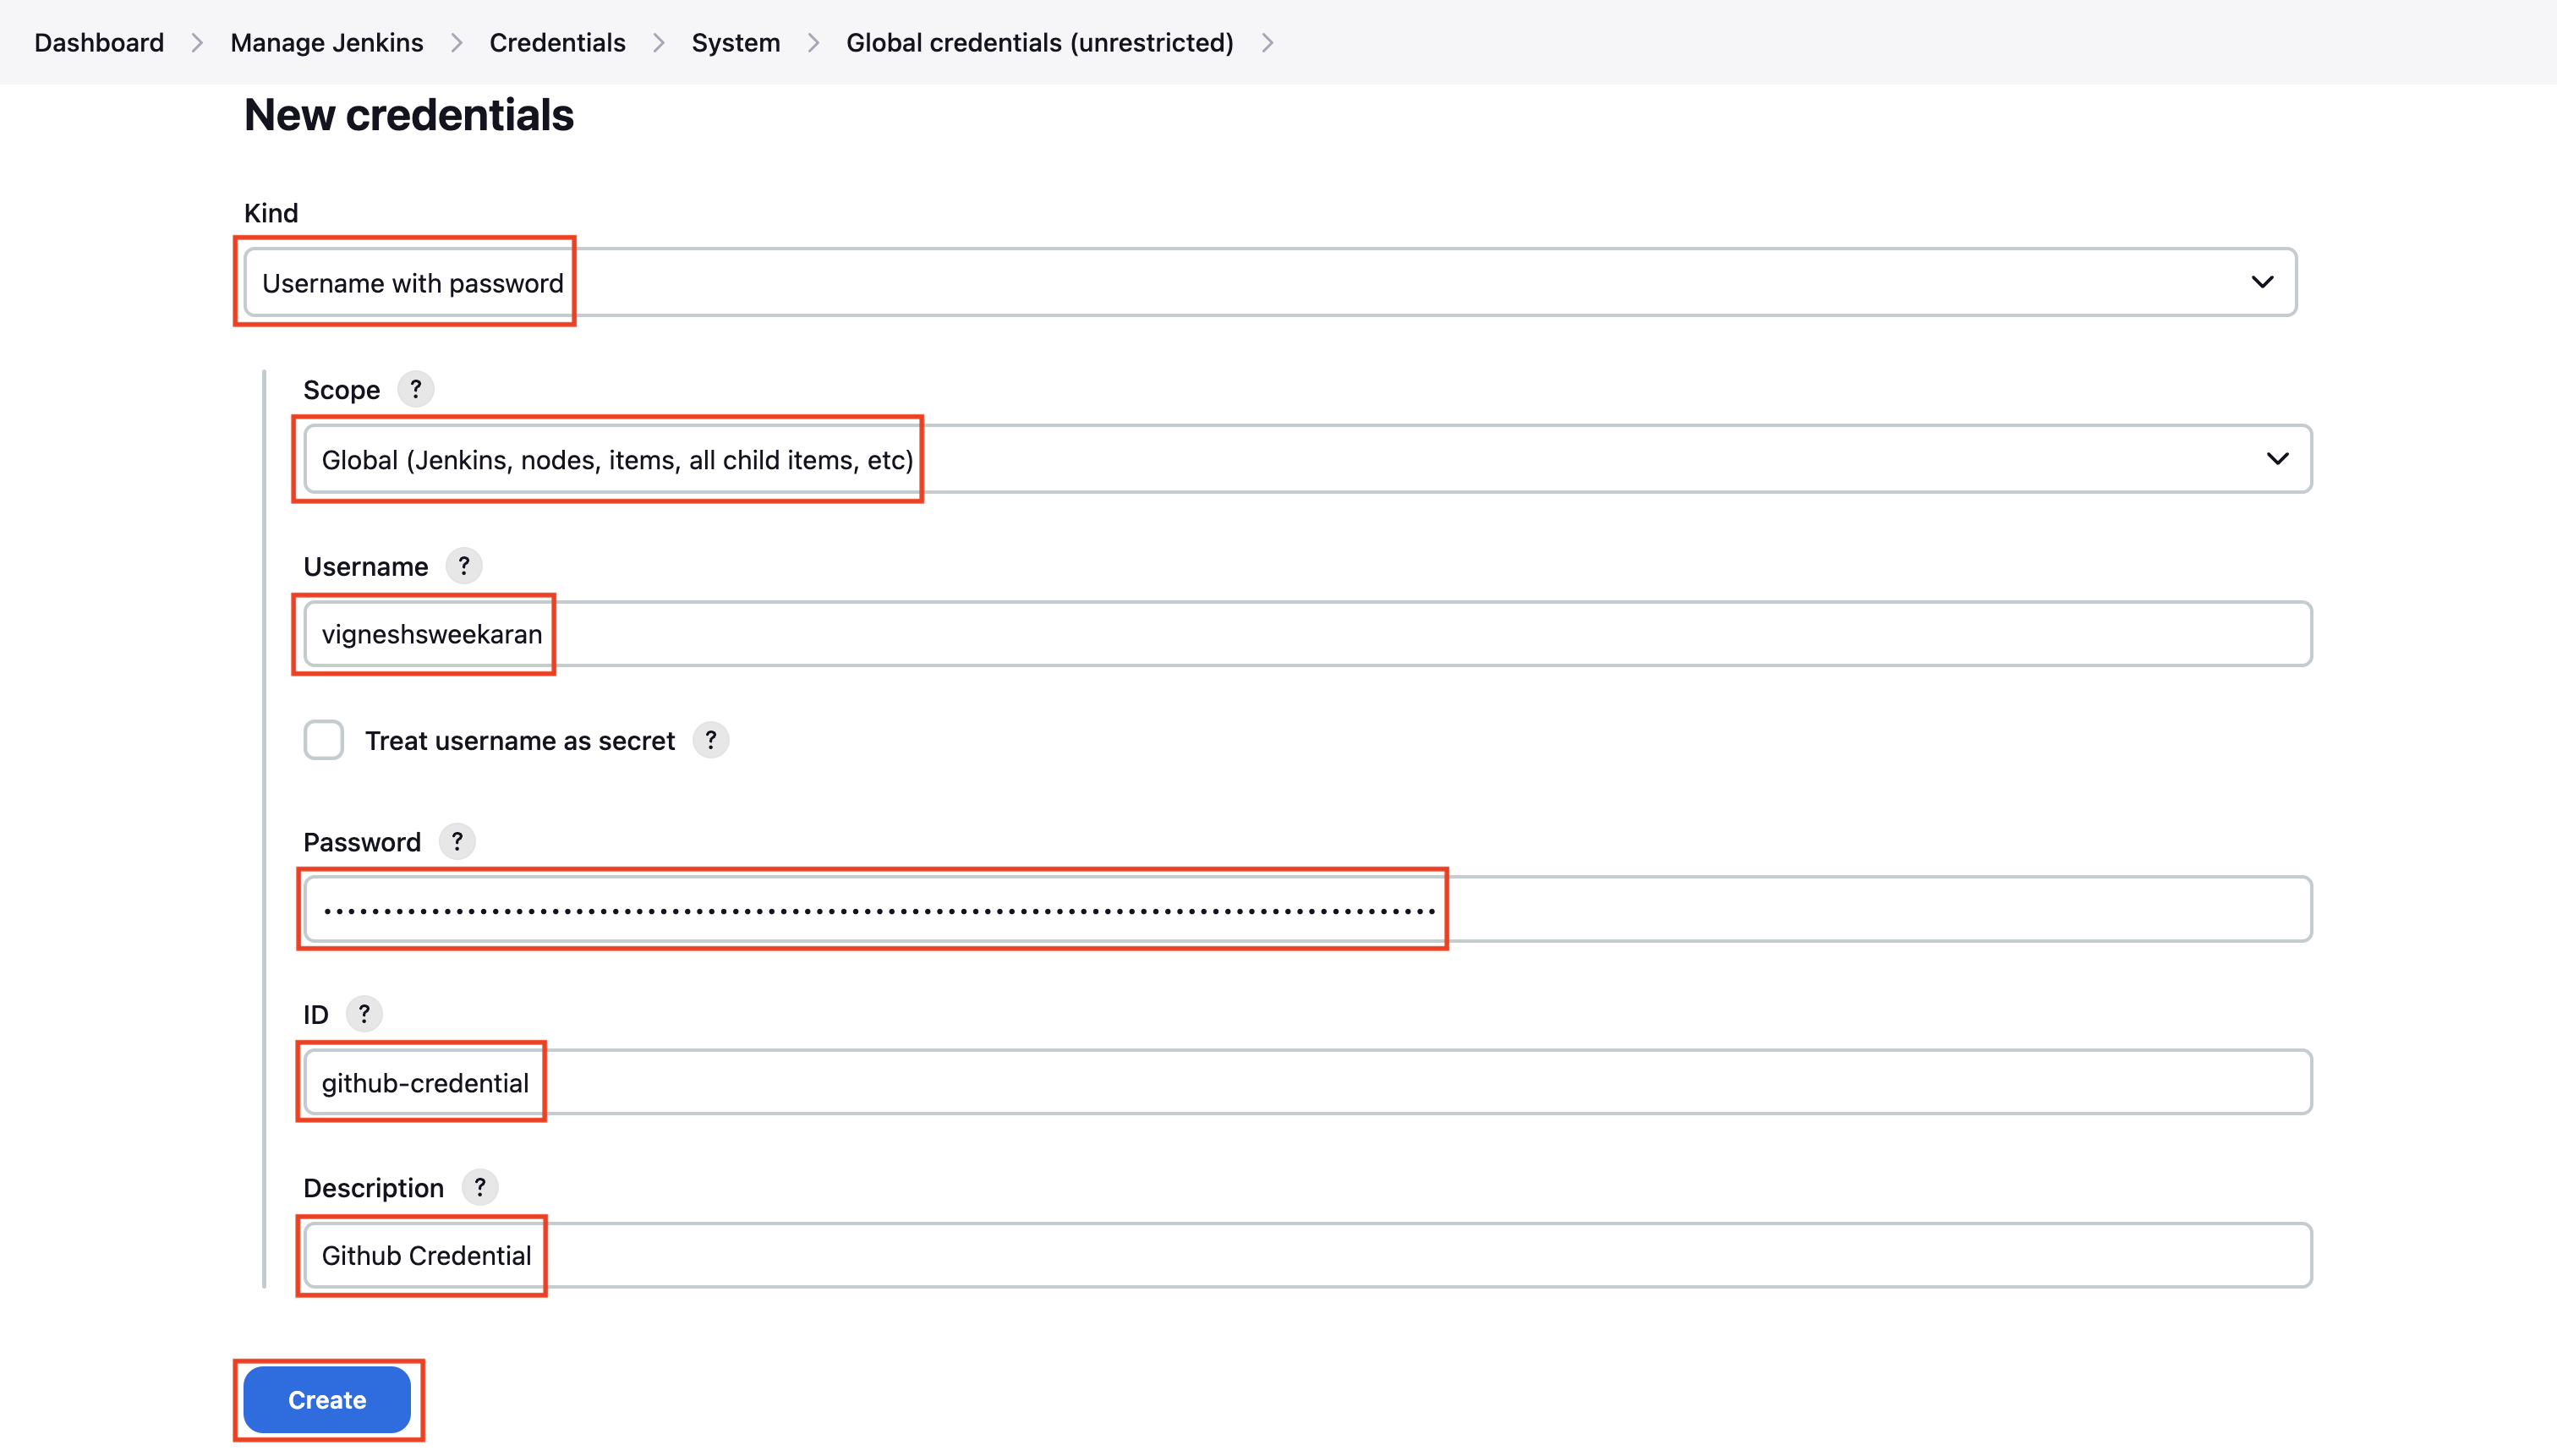 Dashboard > Manage Jenkins > Credentials > System > Global credentials (unrestricted) >
New credentials
Kind
Username with password
Scope ?
Global (Jenkins, nodes, items, all child items, etc)
Username ?
vigneshsweekaran
Treat username as secret ?
Password ?
ID ?
github-credential
Description ?
Github Credential
Create